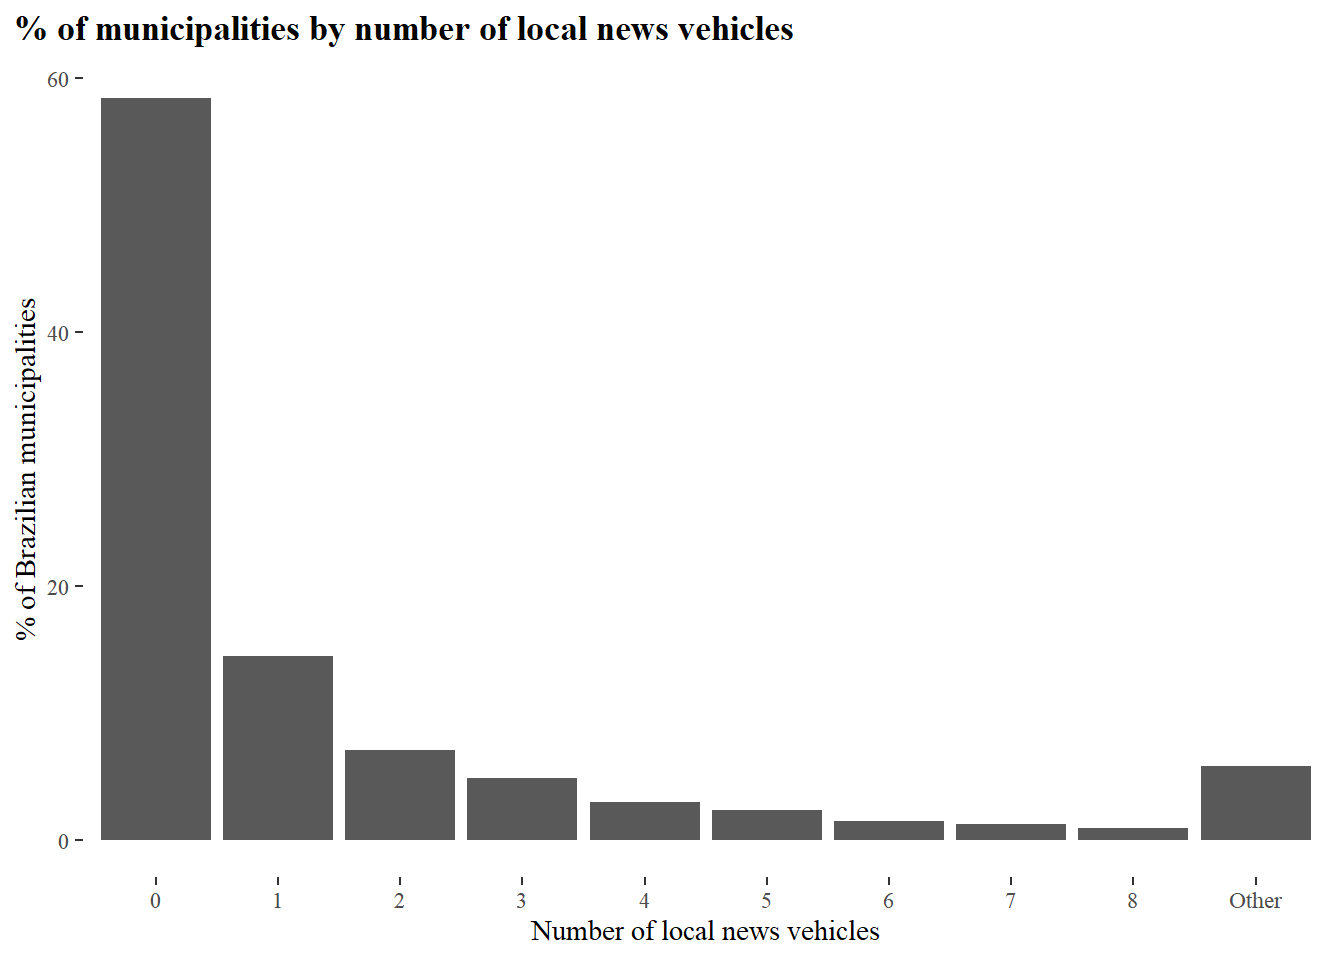 % of municipalities by number of local news vehicles
% of Brazilian municipalities
60
40
20
0
0 1 2 3 4 5 6 7 8 Other
Number of local news vehicles